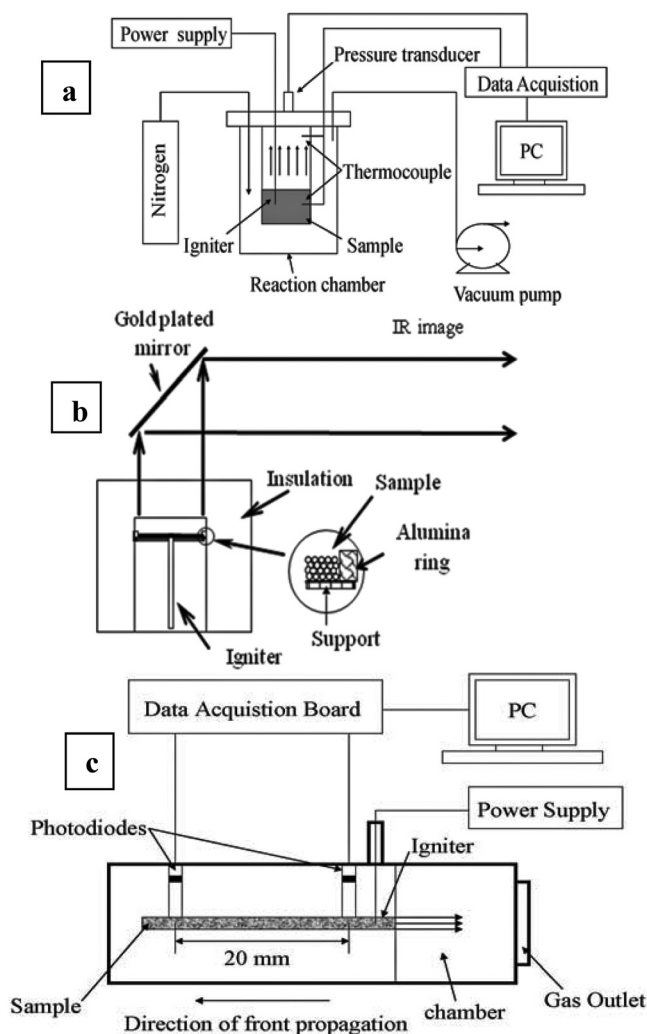 a
Power supply
Pressure transducer
Data Acquistion
PC
Nitrogen
Thermocouple
Igniter
Sample
Reaction chamber
Vacuum pump
b
Gold plated
mirror
IR image
Insulation
Sample
Alumina
ring
Support
Igniter
c
Data Acquistion Board
PC
Power Supply
Photodiodes
Igniter
20 mm
Sample
chamber
Gas Outlet
Direction of front propagation